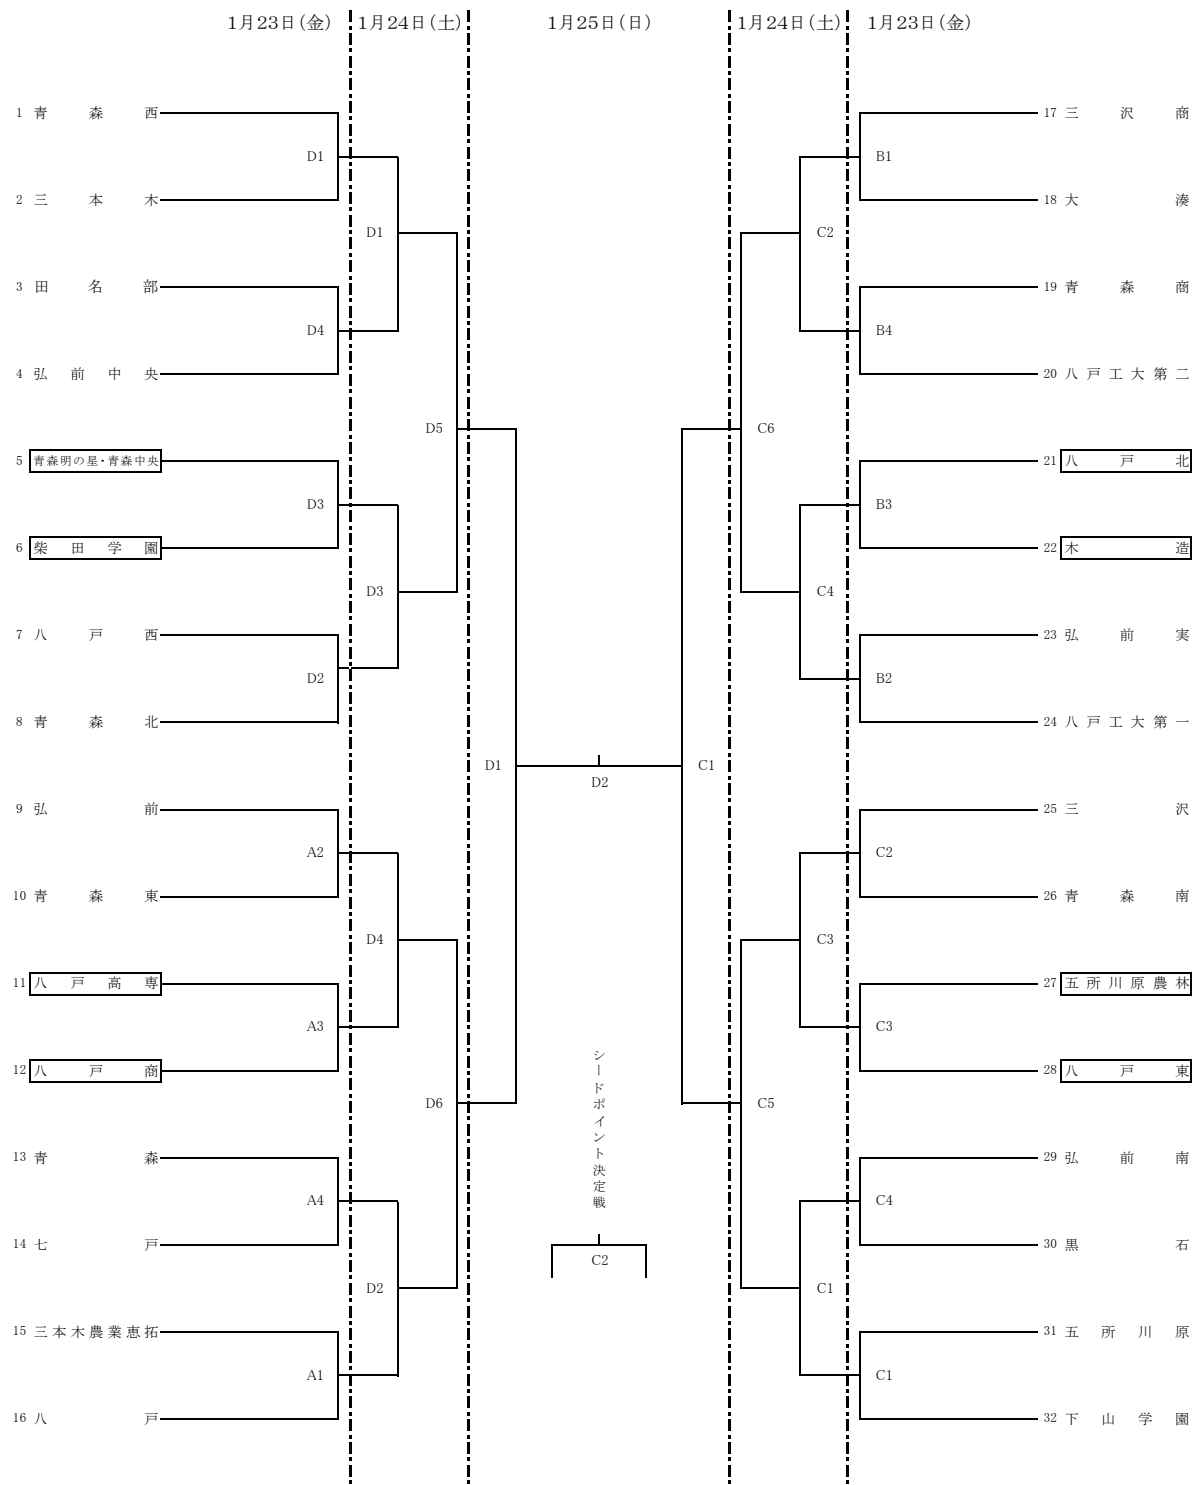 1月23日(金) 1月24日(土) 1月25日(日) 1月24日(土) 1月23日(金)
1 青森西
D1
2 三本木
D1
3 田名部
D4
4 弘前中央
D5
5 青森明の星・青森中央
D3
6 柴田学園
D3
7 八戸西
D2
8 青森北
D1
9 弘前
A2
10 青森東
D4
11 八戸高専
A3
12 八戸商
D6
13 青森
A4
14 七戸
D2
15 三本木農業恵拓
A1
16 八戸
D2
シードポイント決定戦
C2
17 三沢商
B1
18 大湊
C2
19 青森商
B4
20 八戸工大第二
C6
21 八戸北
B3
22 木造
C4
23 弘前実
B2
24 八戸工大第一
C1
25 三沢
C2
26 青森南
C3
27 五所川原農林
C3
28 八戸東
C5
29 弘前南
C4
30 黒石
C1
31 五所川原
C1
32 下山学園